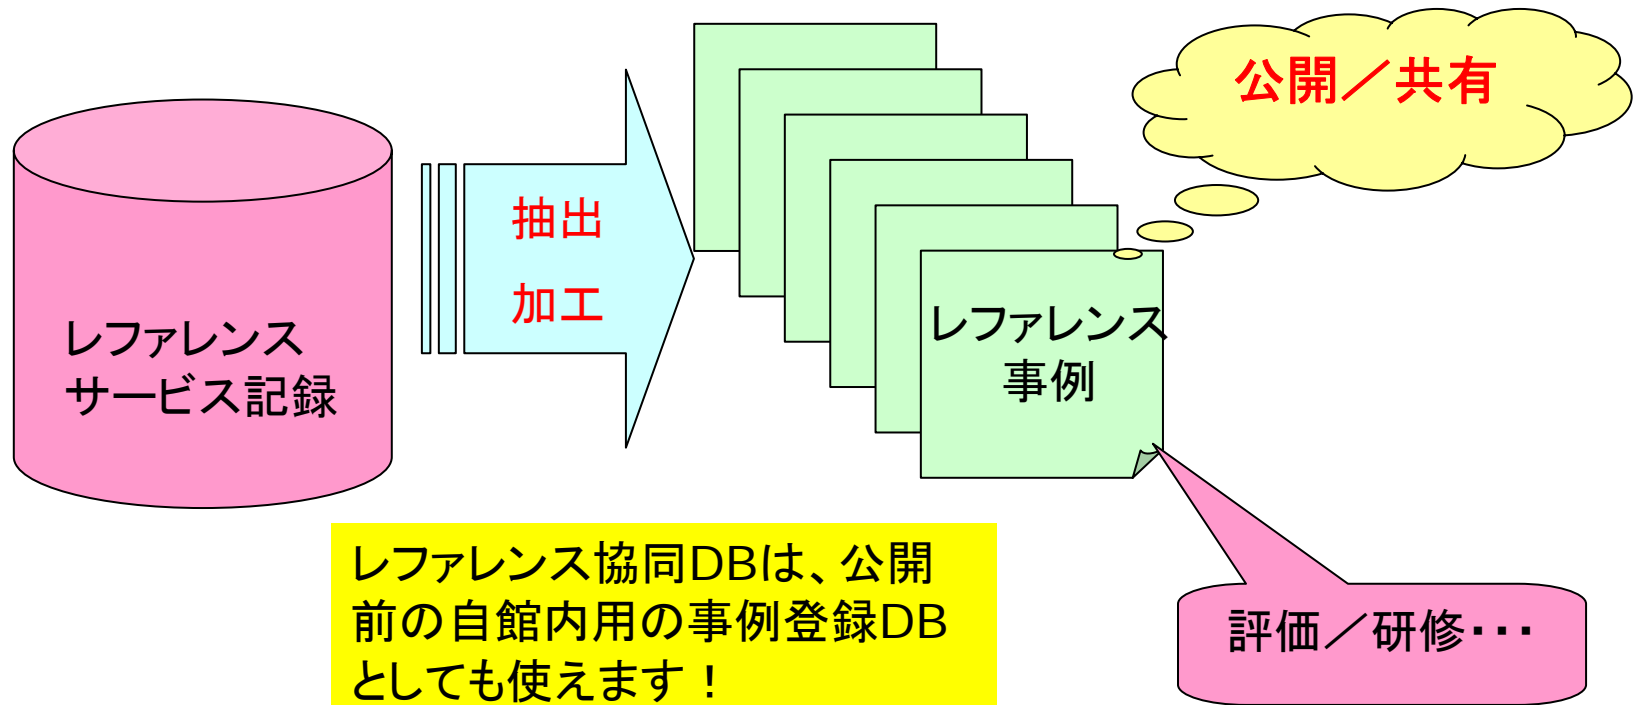 レファレンス
サービス記録
抽出
加工
レファレンス
事例
公開／共有
評価／研修・・・
レファレンス協同DBは、公開
前の自館内用の事例登録DB
としても使えます！